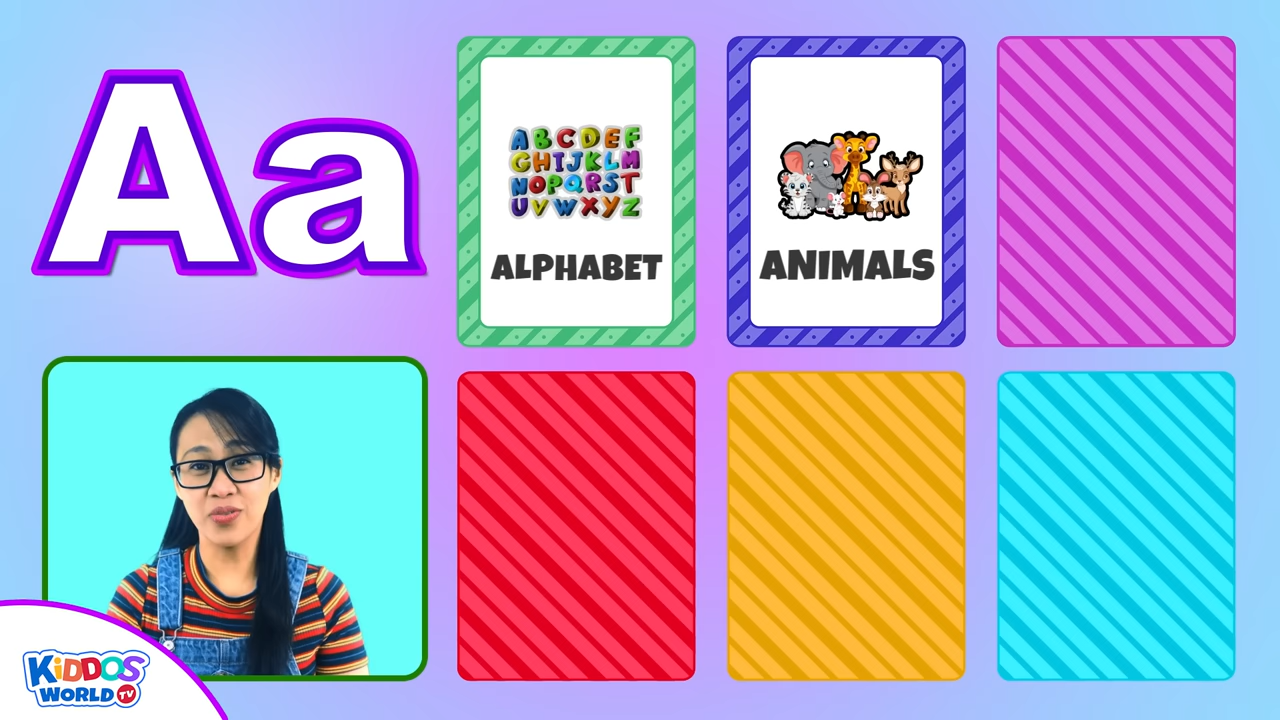 Aa
ABCDEF
GHIJKLM
NOPQRST
UVWXYZ
ALPHABET
ANIMALS
KiDDOS
WORLD TV